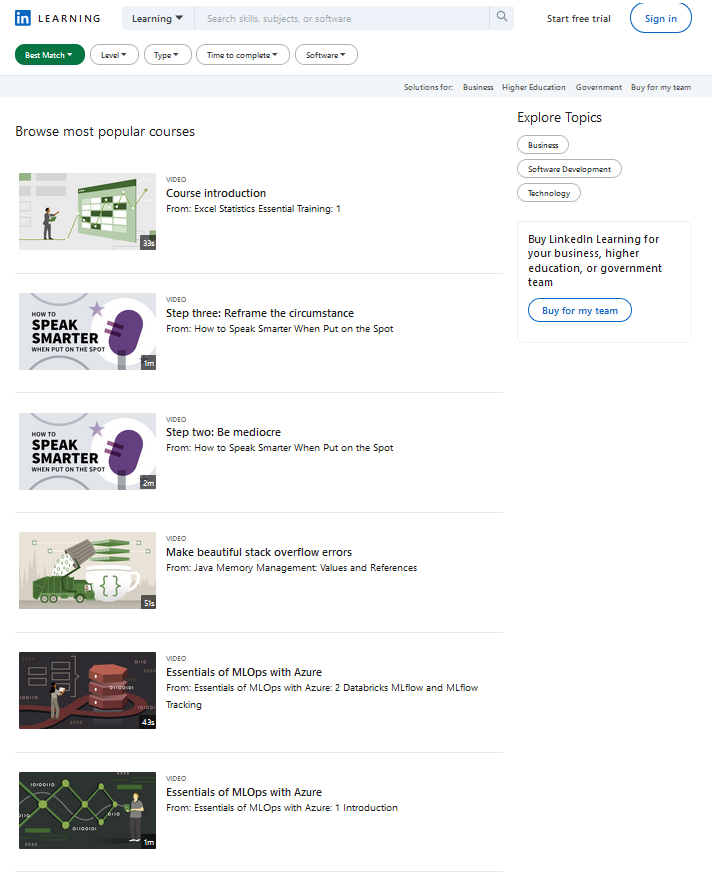 in LEARNING
Learning
Search skills, subjects, or software
Start free trial
Sign in
Best Match
Level
Type
Time to complete
Software
Solutions for:
Business
Higher Education
Government
Buy for my team
Browse most popular courses
33s
VIDEO
Course introduction
From: Excel Statistics Essential Training: 1
HOW TO
SPEAK
SMARTER
WHEN PUT ON THE SPOT
1m
VIDEO
Step three: Reframe the circumstance
From: How to Speak Smarter When Put on the Spot
HOW TO
SPEAK
SMARTER
WHEN PUT ON THE SPOT
2m
VIDEO
Step two: Be mediocre
From: How to Speak Smarter When Put on the Spot
{ }
51s
VIDEO
Make beautiful stack overflow errors
From: Java Memory Management: Values and References
0110
01100101
43s
VIDEO
Essentials of MLOps with Azure
From: Essentials of MLOps with Azure: 2 Databricks MLflow and MLflow
Tracking
10100110
01100101
1m
VIDEO
Essentials of MLOps with Azure
From: Essentials of MLOps with Azure: 1 Introduction
Explore Topics
Business
Software Development
Technology
Buy LinkedIn Learning for
your business, higher
education, or government
team
Buy for my team